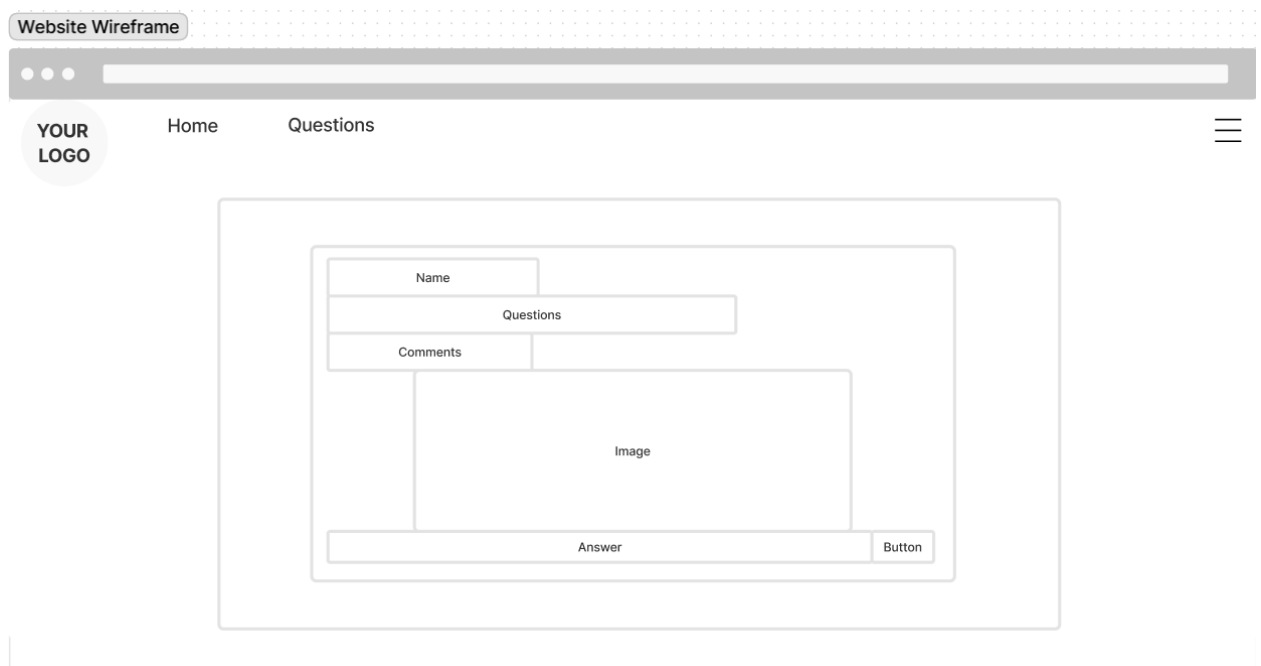 Website Wireframe
YOUR
LOGO
Home
Questions
Name
Questions
Comments
Image
Answer
Button